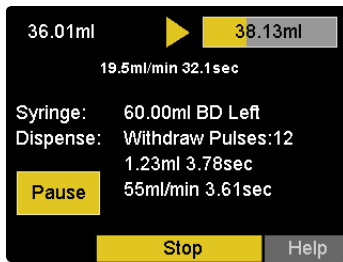 36.01ml 38.13ml
19.5ml/min 32.1sec
Syringe: 60.00ml BD Left
Dispense: Withdraw Pulses:12
1.23ml 3.78sec
Pause 55ml/min 3.61sec
Stop Help